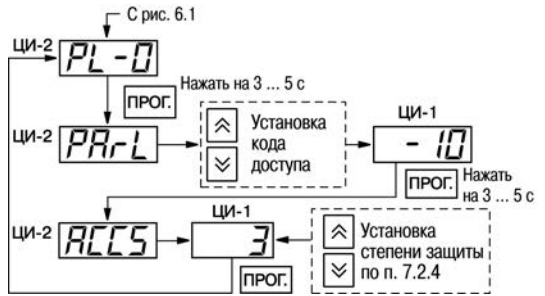 С рис. 6.1
ЦИ-2
PL-0
ПРОГ.
Нажать на 3 ... 5 с
ЦИ-2
PArL
Установка
кода
доступа
ЦИ-1
- 10
ПРОГ.
Нажать
на 3 ... 5 с
ЦИ-2
ACCS
ЦИ-1
3
ПРОГ.
Установка
степени защиты
по п. 7.2.4